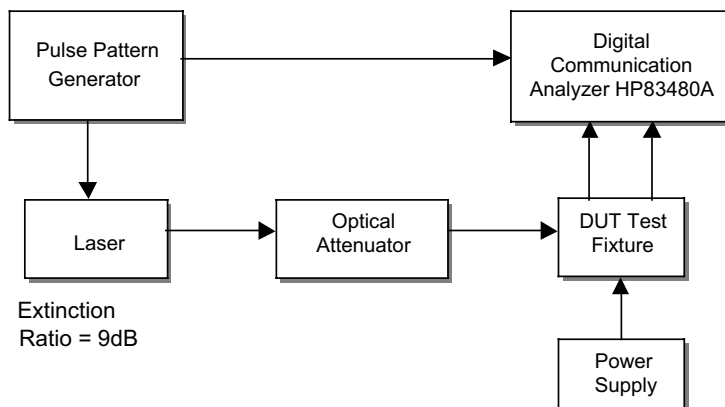 Pulse Pattern
Generator
Digital
Communication
Analyzer HP83480A
Laser
Optical
Attenuator
DUT Test
Fixture
Extinction
Ratio = 9dB
Power
Supply